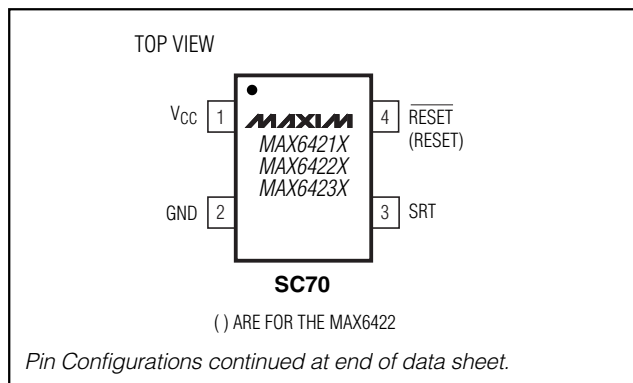 TOP VIEW
VCC 1
4 RESET
(RESET)
MAXIM
MAX6421X
MAX6422X
MAX6423X
GND 2
3 SRT
SC70
( ) ARE FOR THE MAX6422
Pin Configurations continued at end of data sheet.